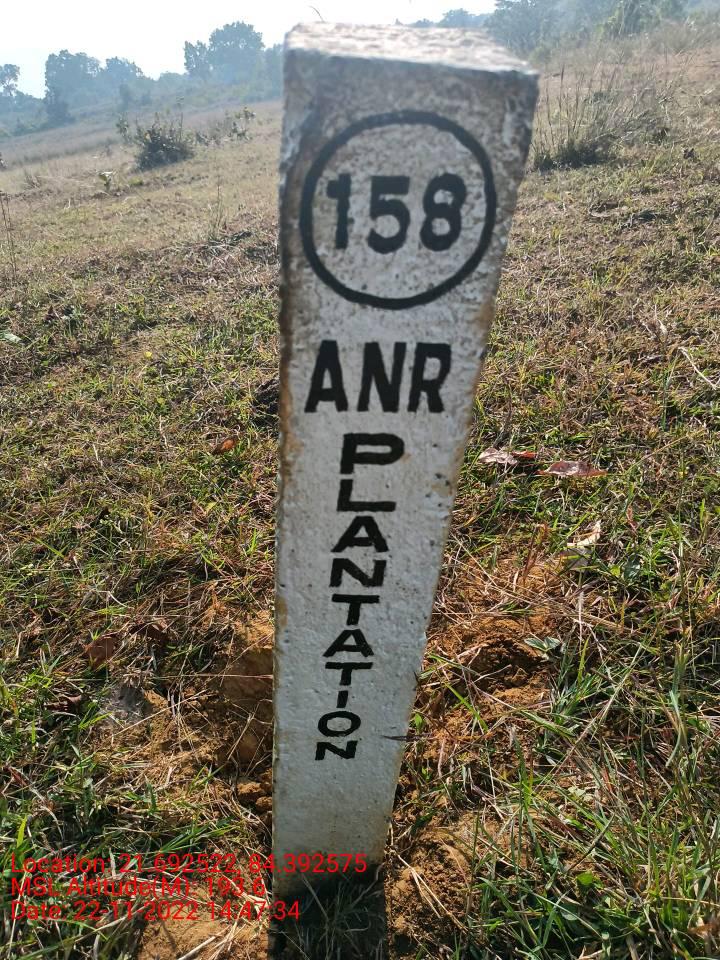 158
ANR
PLANTATION
Location: 21.692522, 84.392575
MSL Altitude(M): 193.6
Date: 22-11-2022 14:47:34